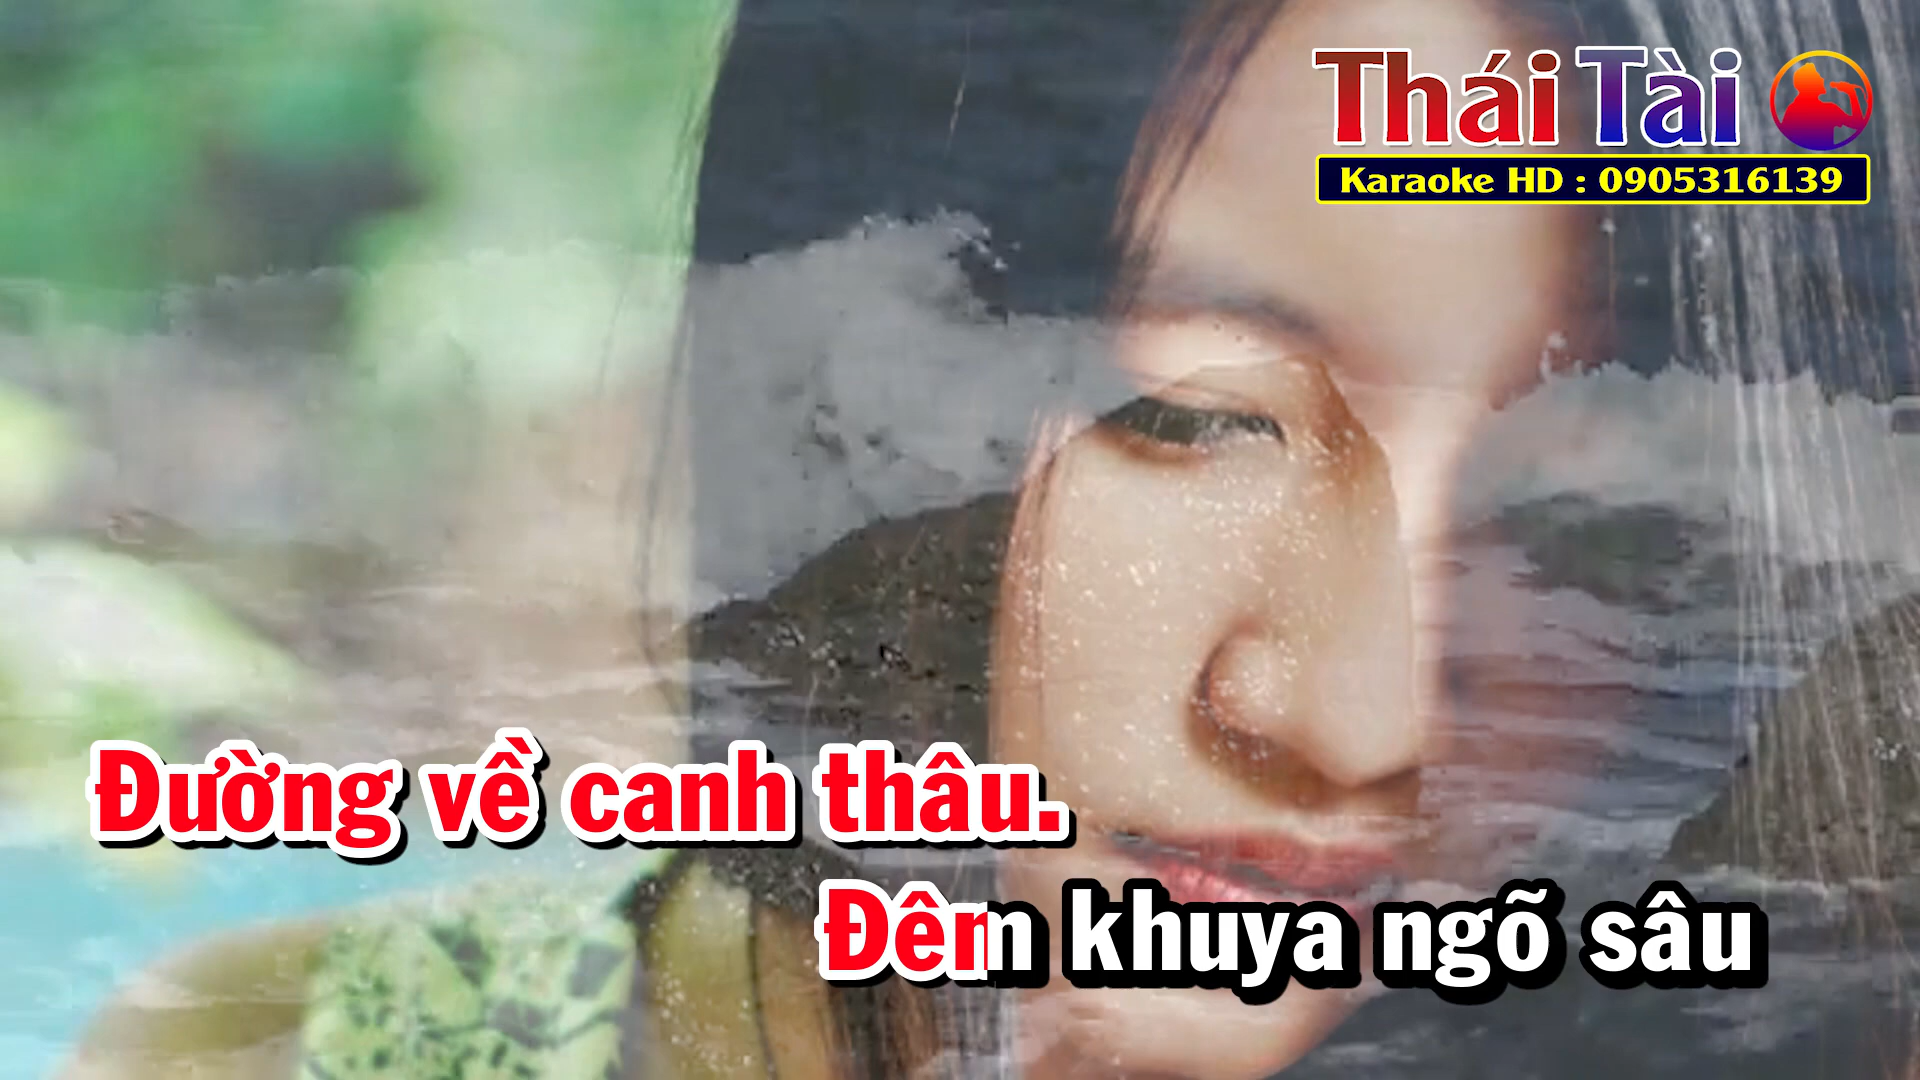 Thái Tài
Karaoke HD : 0905316139
Đường về canh thâu.
Đêm khuya ngõ sâu